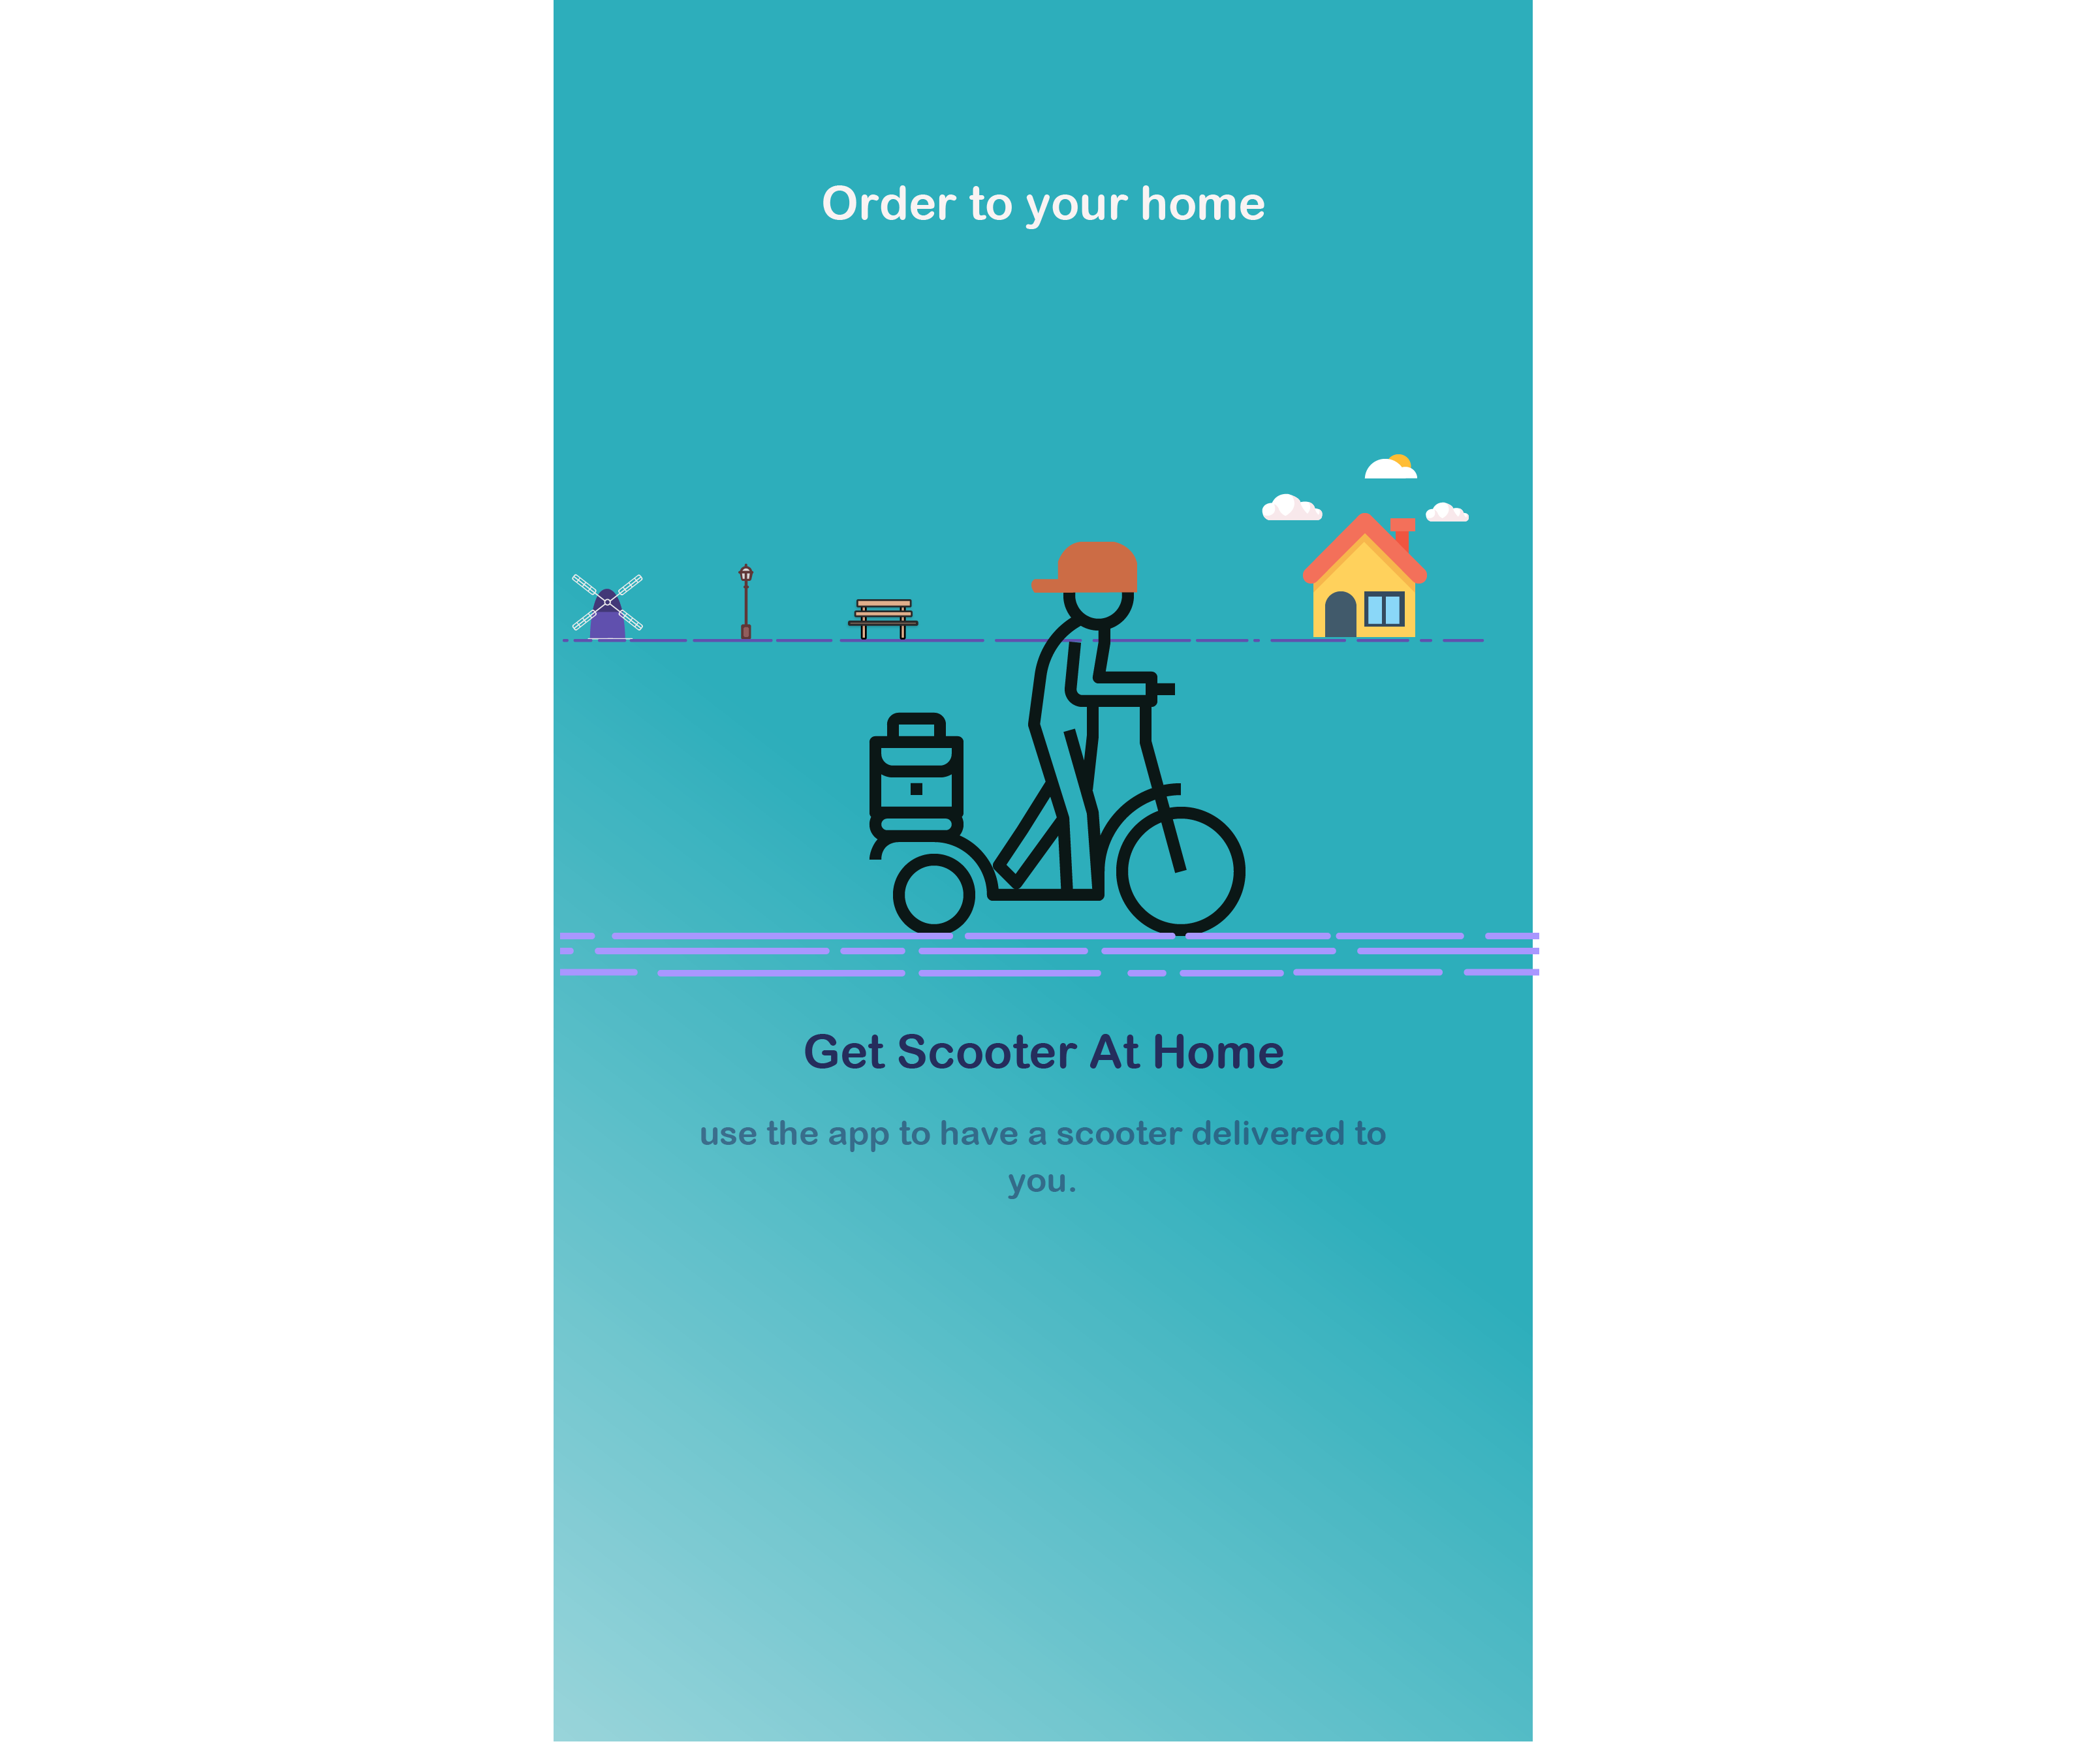 Order to your home
Get Scooter At Home
use the app to have a scooter delivered to
you.